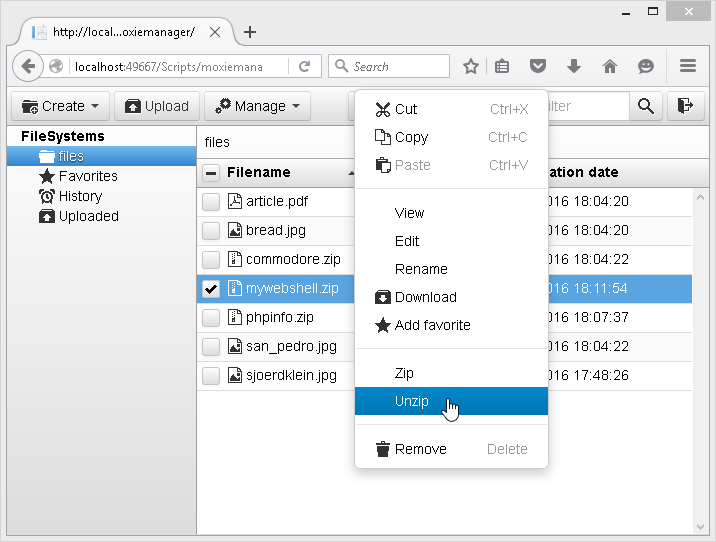 http://local...oxiemanager/
localhost:49667/Scripts/moxiemana
Search
Create
Upload
Manage
ilter
FileSystems
files
Favorites
History
Uploaded
files
Filename
ation date
article.pdf
016 18:04:20
bread.jpg
016 18:04:20
commodore.zip
016 18:04:22
mywebshell.zip
016 18:11:54
phpinfo.zip
016 18:07:37
san_pedro.jpg
016 18:04:22
sjoerdklein.jpg
016 17:48:26
Cut Ctrl+X
Copy Ctrl+C
Paste Ctrl+V
View
Edit
Rename
Download
Add favorite
Zip
Unzip
Remove Delete